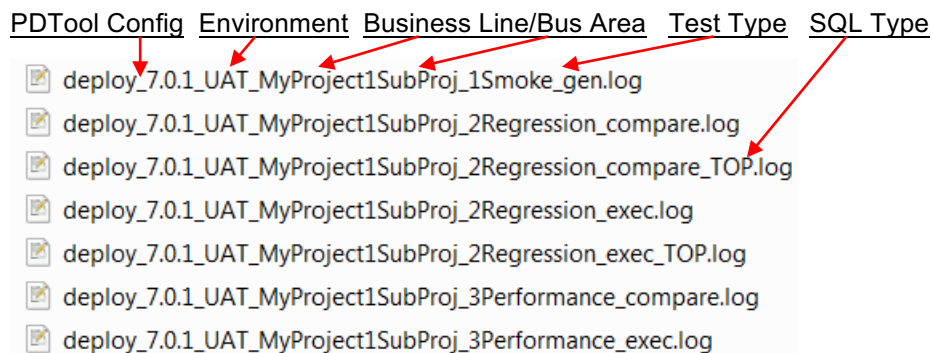 PDTool Config Environment Business Line/Bus Area Test Type SQL Type
deploy_7.0.1_UAT_MyProject1SubProj_1Smoke_gen.log
deploy_7.0.1_UAT_MyProject1SubProj_2Regression_compare.log
deploy_7.0.1_UAT_MyProject1SubProj_2Regression_compare_TOP.log
deploy_7.0.1_UAT_MyProject1SubProj_2Regression_exec.log
deploy_7.0.1_UAT_MyProject1SubProj_2Regression_exec_TOP.log
deploy_7.0.1_UAT_MyProject1SubProj_3Performance_compare.log
deploy_7.0.1_UAT_MyProject1SubProj_3Performance_exec.log